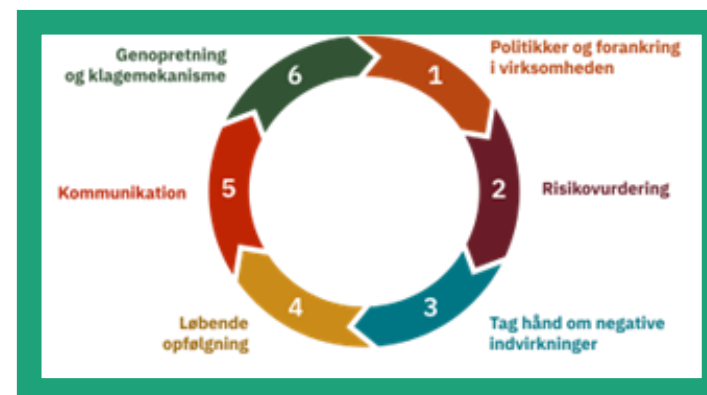 1
Politikker og forankring
i virksomheden
2
Risikovurdering
3
Tag hånd om negative
indvirkninger
4
Løbende
opfølgning
5
Kommunikation
6
Genopretning
og klagemekanisme